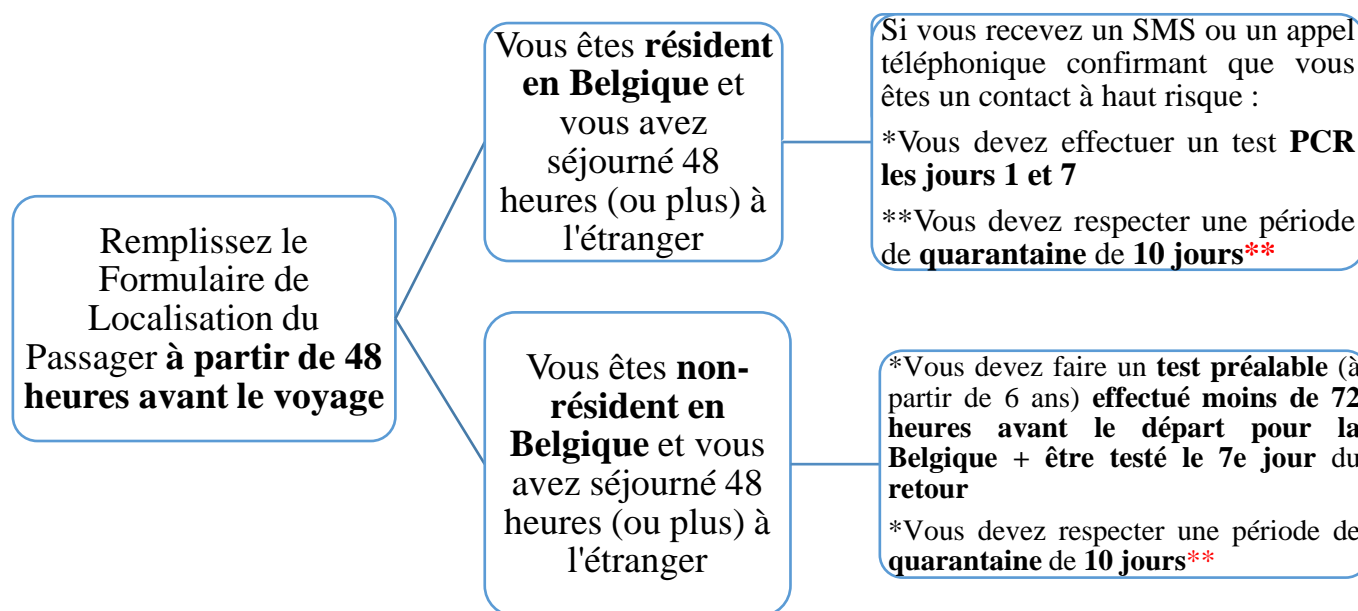 Remplissez le
Formulaire de
Localisation du
Passager à partir de 48
heures avant le voyage
Vous êtes résident
en Belgique et
vous avez
séjourné 48
heures (ou plus) à
l'étranger
Si vous recevez un SMS ou un appel
téléphonique confirmant que vous
êtes un contact à haut risque :
*Vous devez effectuer un test PCR
les jours 1 et 7
**Vous devez respecter une période
de quarantaine de 10 jours**
Vous êtes non-
résident en
Belgique et vous
avez séjourné 48
heures (ou plus) à
l'étranger
*Vous devez faire un test préalable (à
partir de 6 ans) effectué moins de 72
heures avant le départ pour la
Belgique + être testé le 7e jour du
retour
*Vous devez respecter une période de
quarantaine de 10 jours**